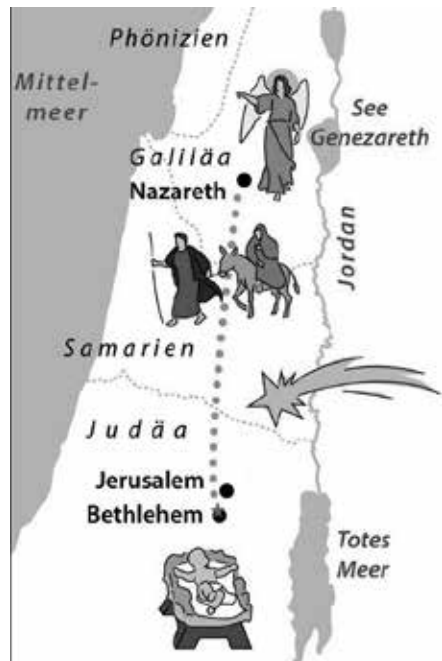 Phönizien
Mittel-
meer
See
Genezareth
Galiläa
Nazareth
Jordan
Samarien
Judäa
Jerusalem
Bethlehem
Totes
Meer